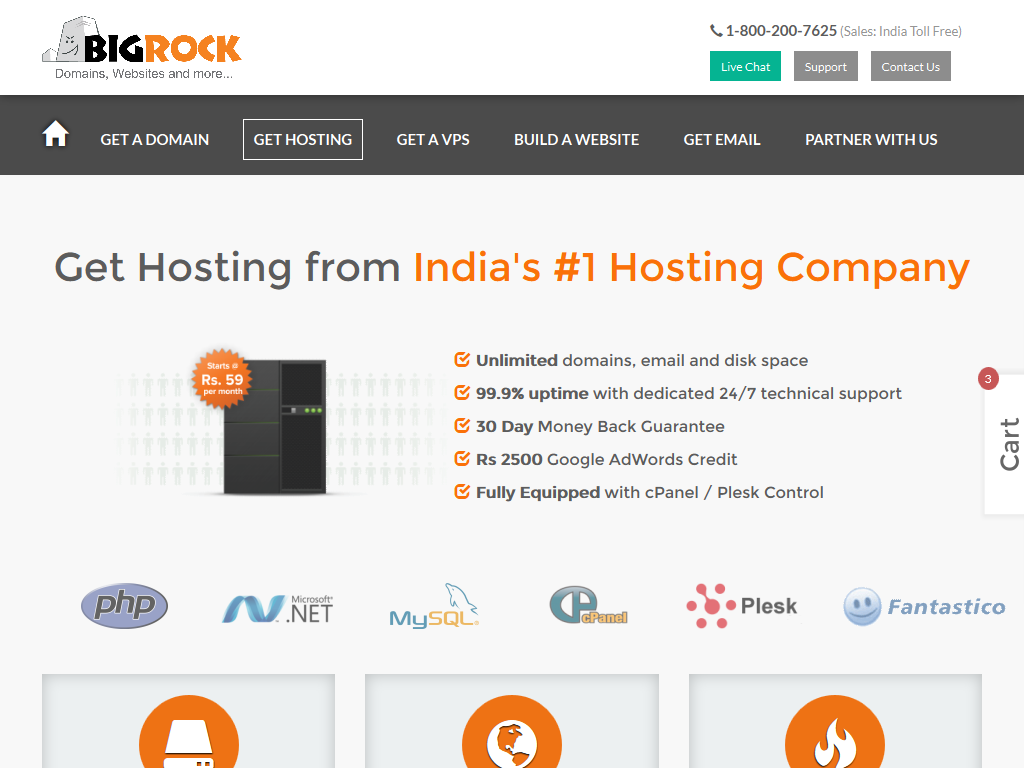 BIGROCK
Domains, Websites and more...
1-800-200-7625 (Sales: India Toll Free)
Live Chat
Support
Contact Us
GET A DOMAIN
GET HOSTING
GET A VPS
BUILD A WEBSITE
GET EMAIL
PARTNER WITH US
Get Hosting from India's #1 Hosting Company
Starts @
Rs. 59
per month
Unlimited domains, email and disk space
99.9% uptime with dedicated 24/7 technical support
30 Day Money Back Guarantee
Rs 2500 Google AdWords Credit
Fully Equipped with cPanel / Plesk Control
3
Cart
php
Microsoft®
.NET
MySQL®
cPanel
Plesk
Fantastico